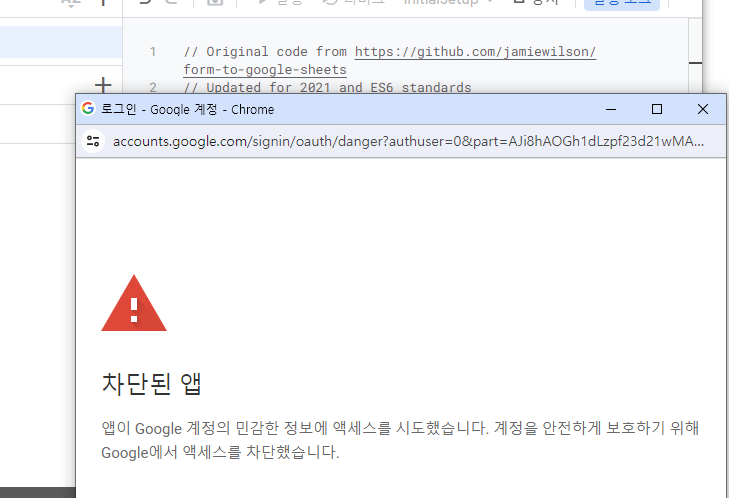 initialSetup
1 // Original code from https://github.com/jamiewilson/
form-to-google-sheets
2 // Updated for 2021 and ES6 standards
로그인 - Google 계정 - Chrome
accounts.google.com/signin/oauth/danger?authuser=0&part=AJi8hAOGh1dLzpf23d21wMA...
차단된 앱
앱이 Google 계정의 민감한 정보에 액세스를 시도했습니다. 계정을 안전하게 보호하기 위해
Google에서 액세스를 차단했습니다.